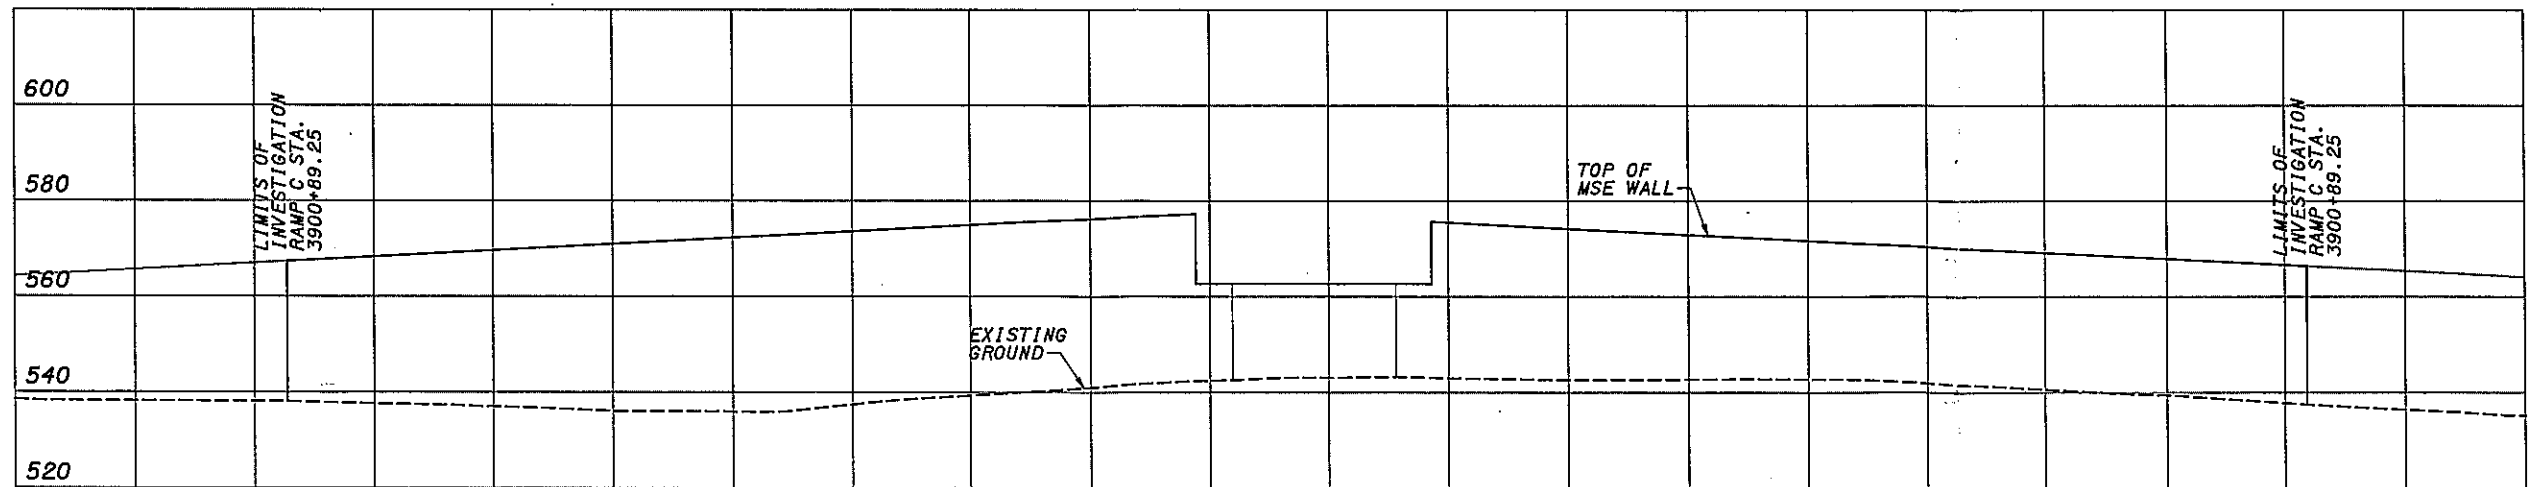 600
LIMITS OF
INVESTIGATION
RAMP C STA.
3900+89.25
LIMITS OF
INVESTIGATION
RAMP C STA.
3900+89.25
580
TOP OF
MSE WALL
560
EXISTING
GROUND
540
520